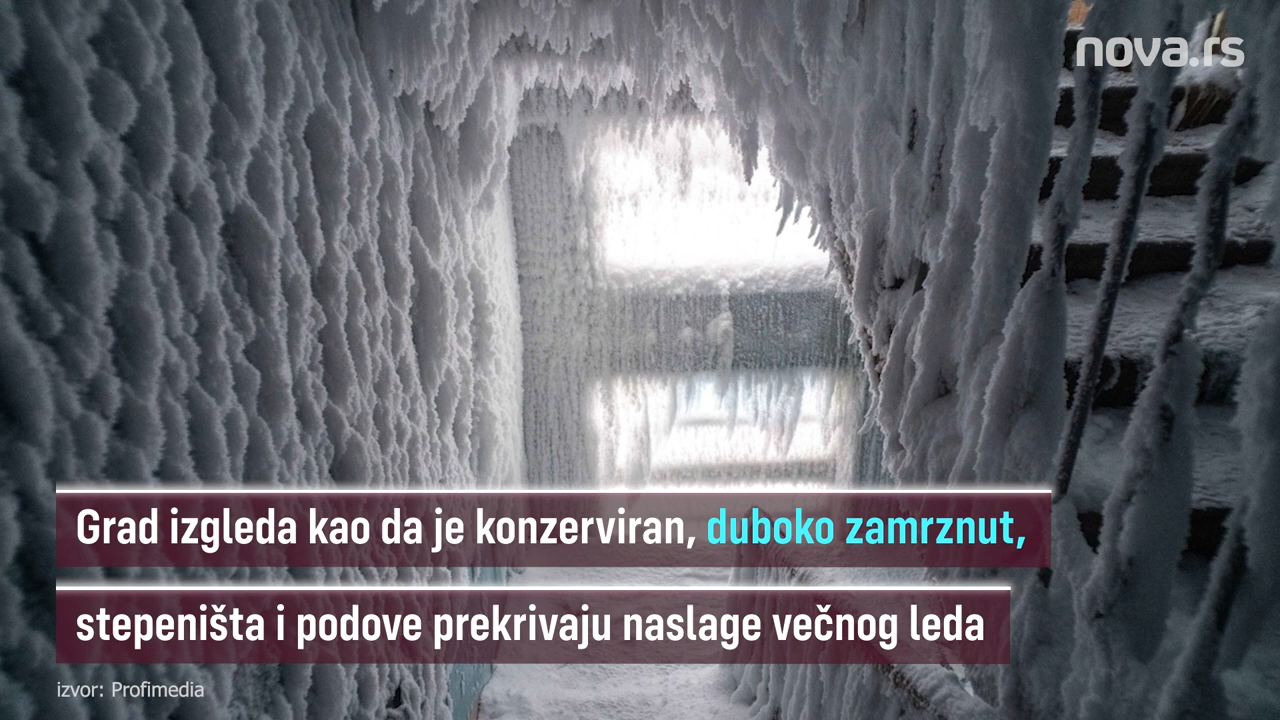 nova.rs
Grad izgleda kao da je konzerviran, duboko zamrznut,
stepeništa i podove prekrivaju naslage večnog leda
izvor: Profimedia